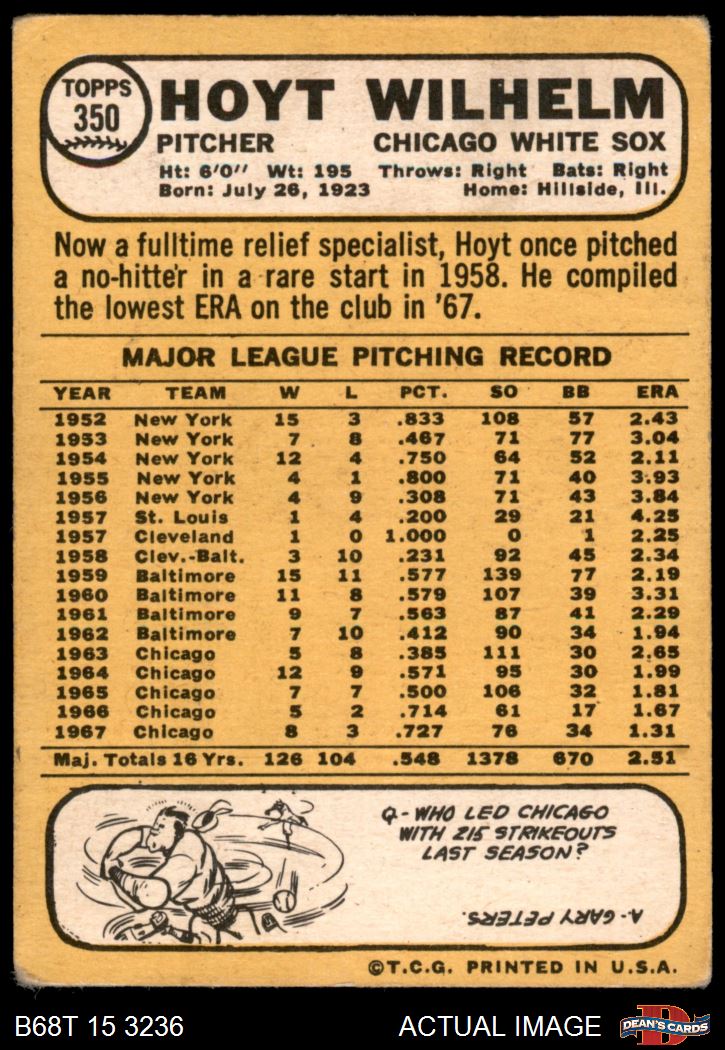 TOPPS
350
HOYT WILHELM
PITCHER CHICAGO WHITE SOX
Ht: 6'0" Wt: 195 Throws: Right Bats: Right
Born: July 26, 1923 Home: Hillside, Ill.
Now a fulltime relief specialist, Hoyt once pitched
a no-hitter in a rare start in 1958. He compiled
the lowest ERA on the club in '67.
MAJOR LEAGUE PITCHING RECORD
YEAR TEAM W L PCT. SO BB ERA
1952 New York 15 3 .833 108 57 2.43
1953 New York 7 8 .467 71 77 3.04
1954 New York 12 4 .750 64 52 2.11
1955 New York 4 1 .800 71 40 3.93
1956 New York 4 9 .308 71 43 3.84
1957 St. Louis 1 4 .200 29 21 4.25
1957 Cleveland 1 0 1.000 0 1 2.25
1958 Clev.-Balt. 3 10 .231 92 45 2.34
1959 Baltimore 15 11 .577 139 77 2.19
1960 Baltimore 11 8 .579 107 39 3.31
1961 Baltimore 9 7 .563 87 41 2.29
1962 Baltimore 7 10 .412 90 34 1.94
1963 Chicago 5 8 .385 111 30 2.65
1964 Chicago 12 9 .571 95 30 1.99
1965 Chicago 7 7 .500 106 32 1.81
1966 Chicago 5 2 .714 61 17 1.67
1967 Chicago 8 3 .727 76 34 1.31
Maj. Totals 16 Yrs. 126 104 .548 1378 670 2.51
Q- WHO LED CHICAGO
WITH 215 STRIKEOUTS
LAST SEASON?
A- GARY PETERS.
©T.C.G. PRINTED IN U.S.A.
B68T 15 3236 ACTUAL IMAGE
D
DEAN'S CARDS